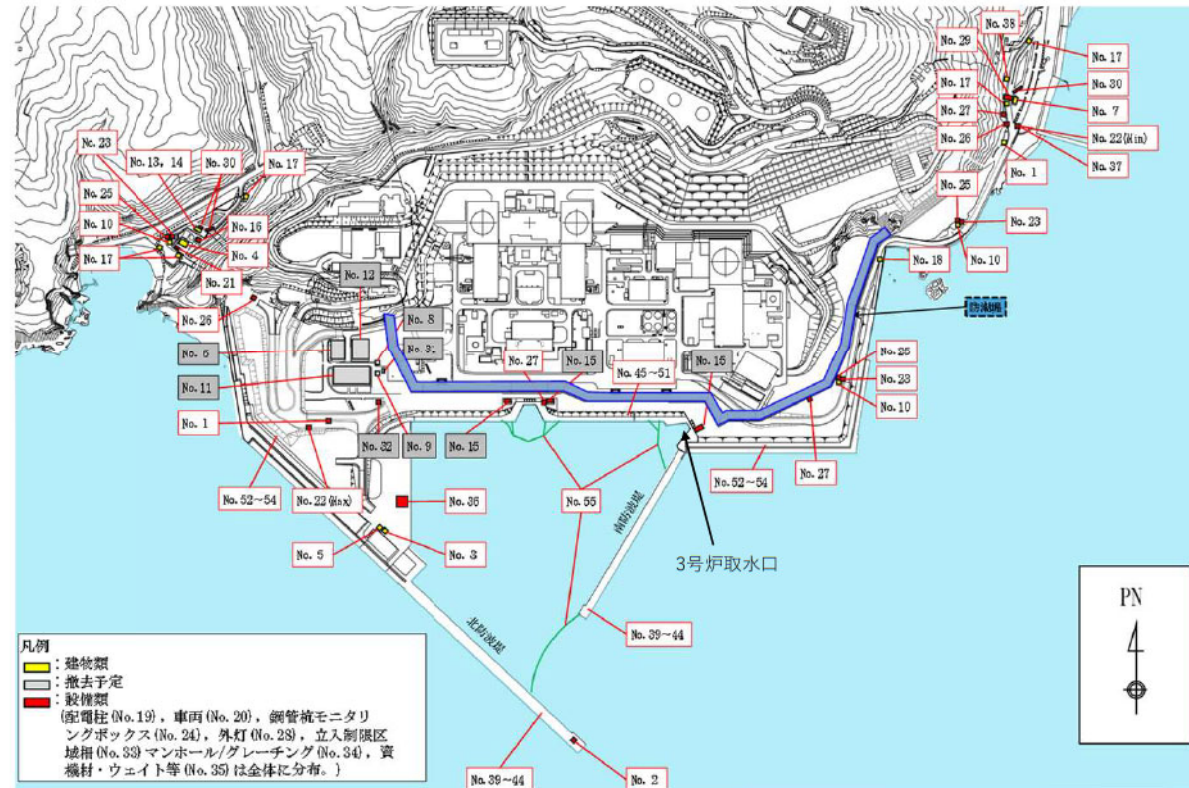 No.38
No.29
No.17
No.17
No.30
No.27
No.7
No.26
No.22(Min)
No.37
No.1
No.23
No.13, 14
No.30
No.17
No.25
No.10
No.16
No.4
No.17
No.21
No.26
No.25
No.23
No.10
No.18
防潮堤
No.12
No.8
No.31
No.6
No.11
No.27
No.15
No.45~51
No.15
No.25
No.23
No.10
No.1
No.32
No.9
No.15
No.27
No.52~54
No.22(Max)
No.36
No.55
No.52~54
No.5
No.3
南防波堤
3号炉取水口
北防波堤
No.39~44
No.39~44
No.2
PN
凡例
:建物類
:撤去予定
:設備類
(配電柱(No.19), 車両(No.20), 鋼管杭モニタリ
ングボックス(No.24), 外灯(No.28), 立入制限区
域柵(No.33)マンホール/グレーチング(No.34), 資
機材・ウェイト等(No.35)は全体に分布。)